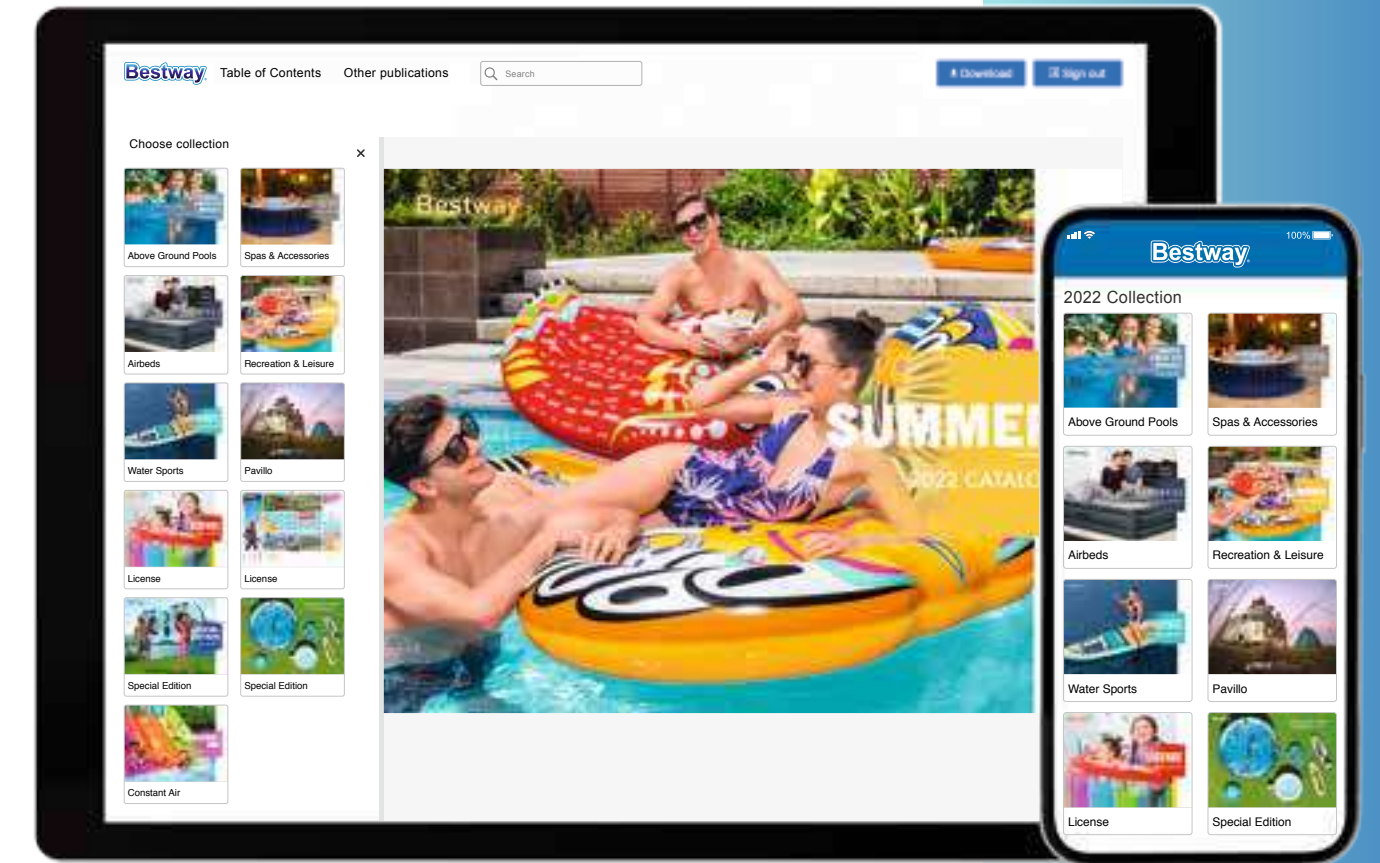 Bestway
Table of Contents
Other publications
Search
Download
Sign out
Choose collection
×
Above Ground Pools
Spas & Accessories
Airbeds
Recreation & Leisure
Water Sports
Pavillo
License
License
Special Edition
Special Edition
Constant Air
Bestway
SUMMER
2022 CATALO
100%
Bestway
2022 Collection
Above Ground Pools
Spas & Accessories
Airbeds
Recreation & Leisure
Water Sports
Pavillo
License
Special Edition